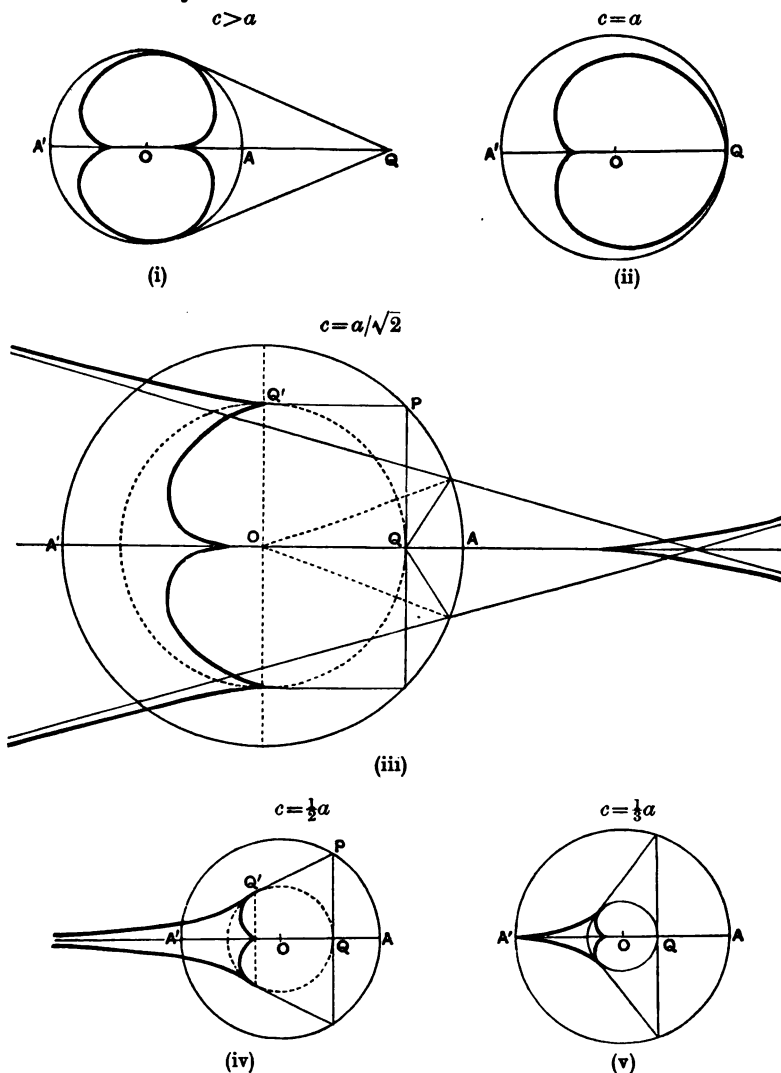 c>a
c=a
A'
O
A
Q
A'
O
Q
(i)
(ii)
c=a/√2
Q'
P
A'
O
Q
A
(iii)
c=½a
c=⅓a
P
Q'
A'
O
Q
A
A'
O
Q
A
(iv)
(v)